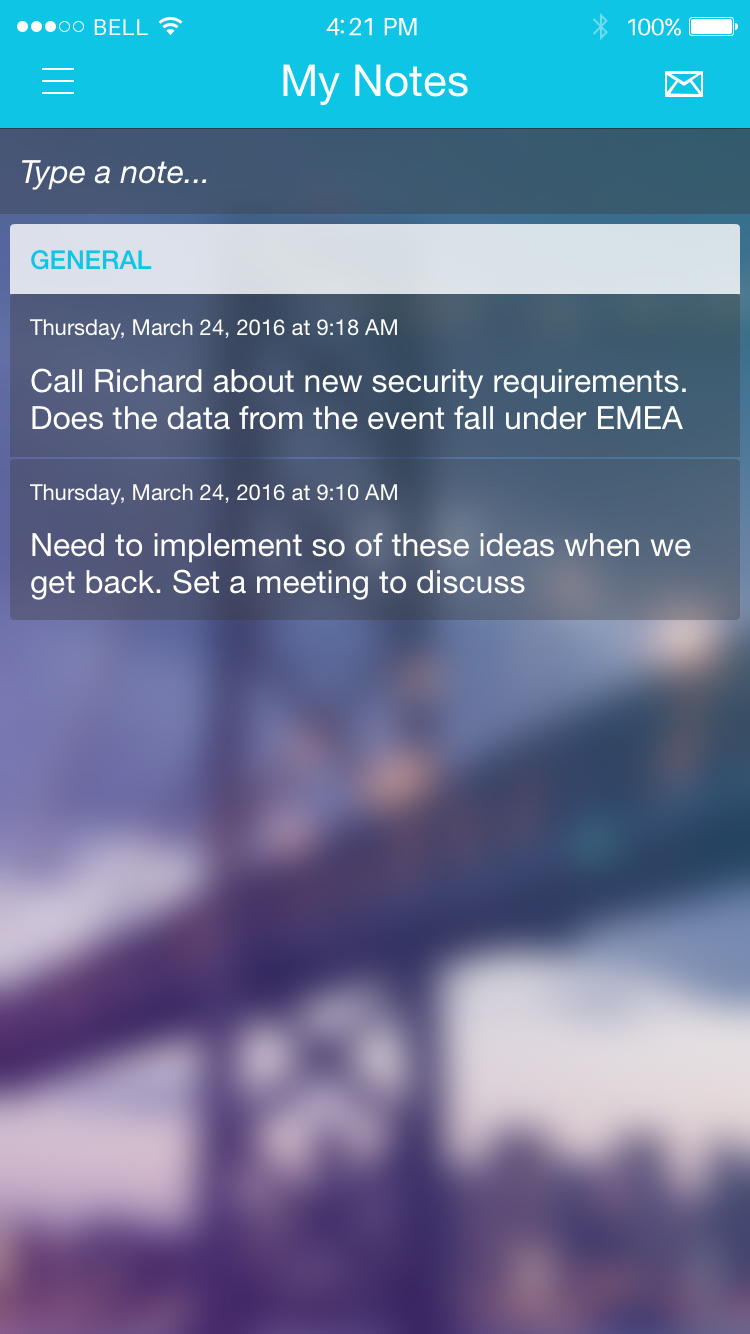 BELL 4:21 PM 100%
My Notes
Type a note...
GENERAL
Thursday, March 24, 2016 at 9:18 AM
Call Richard about new security requirements.
Does the data from the event fall under EMEA
Thursday, March 24, 2016 at 9:10 AM
Need to implement so of these ideas when we
get back. Set a meeting to discuss